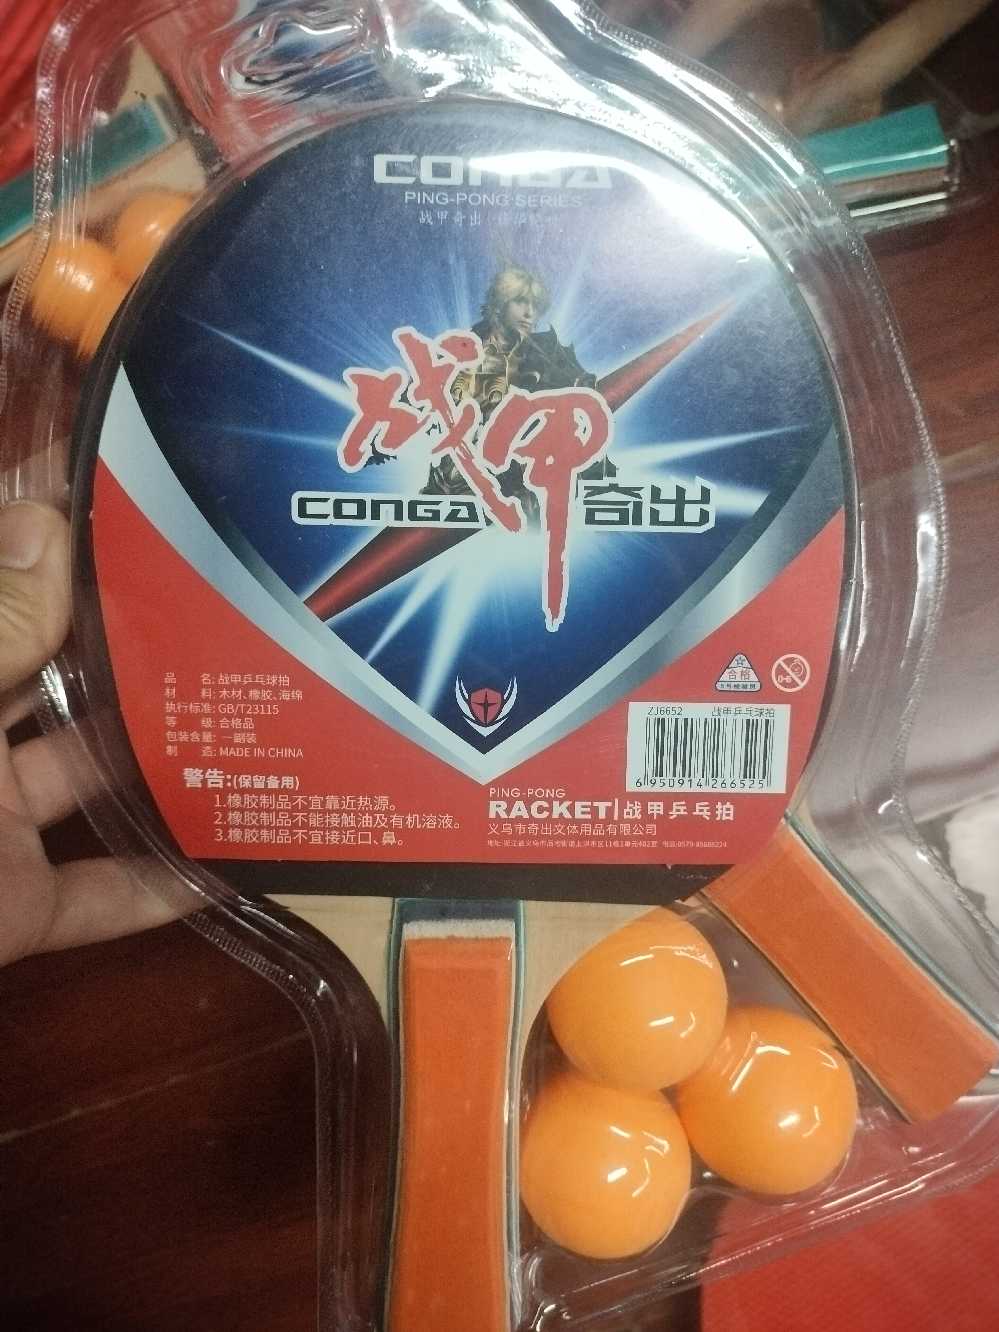 CONGA
PING-PONG SERIES
战甲奇出
战甲
CONGA 奇出
品 名: 战甲乒乓球拍
材 料: 木材、橡胶、海绵
执行标准: GB/T23115
等 级: 合格品
包装含量: 一副装
制 造: MADE IN CHINA
警告:(保留备用)
1.橡胶制品不宜靠近热源。
2.橡胶制品不能接触油及有机溶液。
3.橡胶制品不宜接近口、鼻。
合格
ZJ6652 战甲乒乓球拍
6 950914 266525
PING-PONG
RACKET | 战甲乒乓拍
义乌市奇出文体用品有限公司